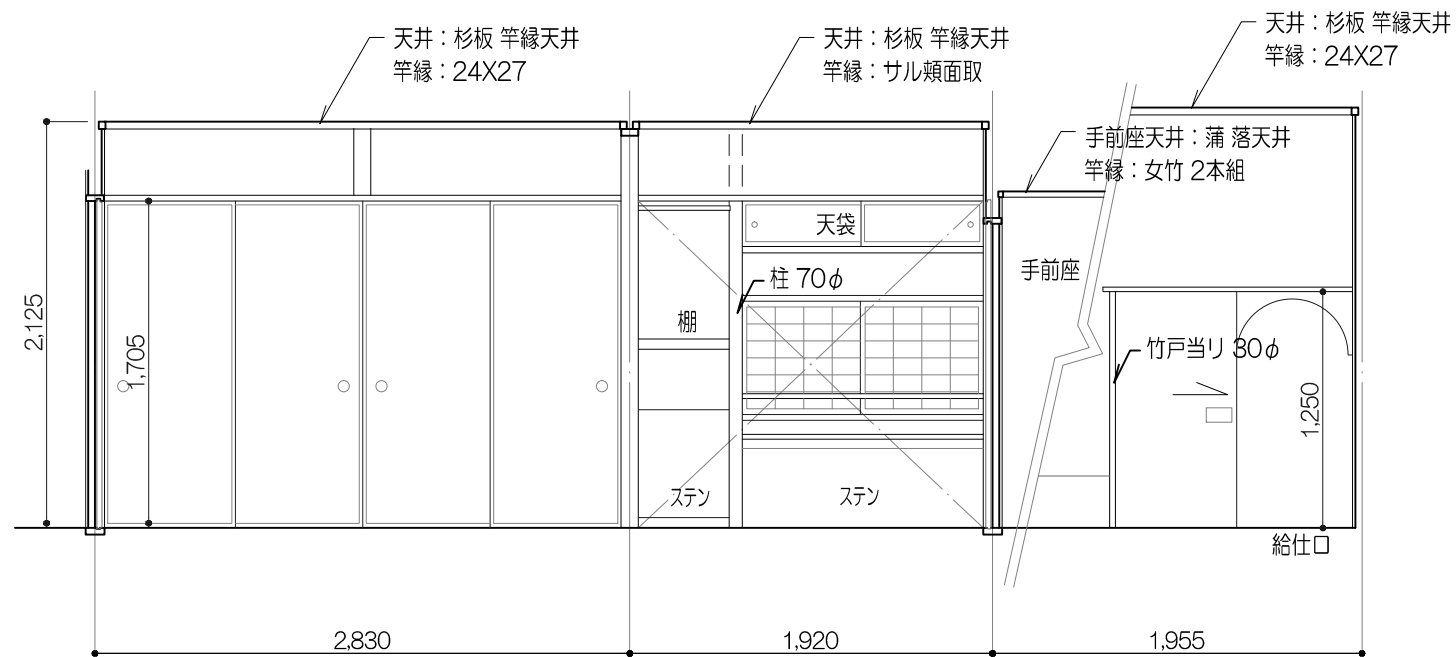 天井：杉板 竿縁天井
竿縁：24X27
天井：杉板 竿縁天井
竿縁：サル頬面取
天井：杉板 竿縁天井
竿縁：24X27
手前座天井：蒲 落天井
竿縁：女竹 2本組
天袋
手前座
柱 70φ
2,125
棚
1,705
竹戸当リ 30φ
1,250
ステン
ステン
給仕口
2,830
1,920
1,955